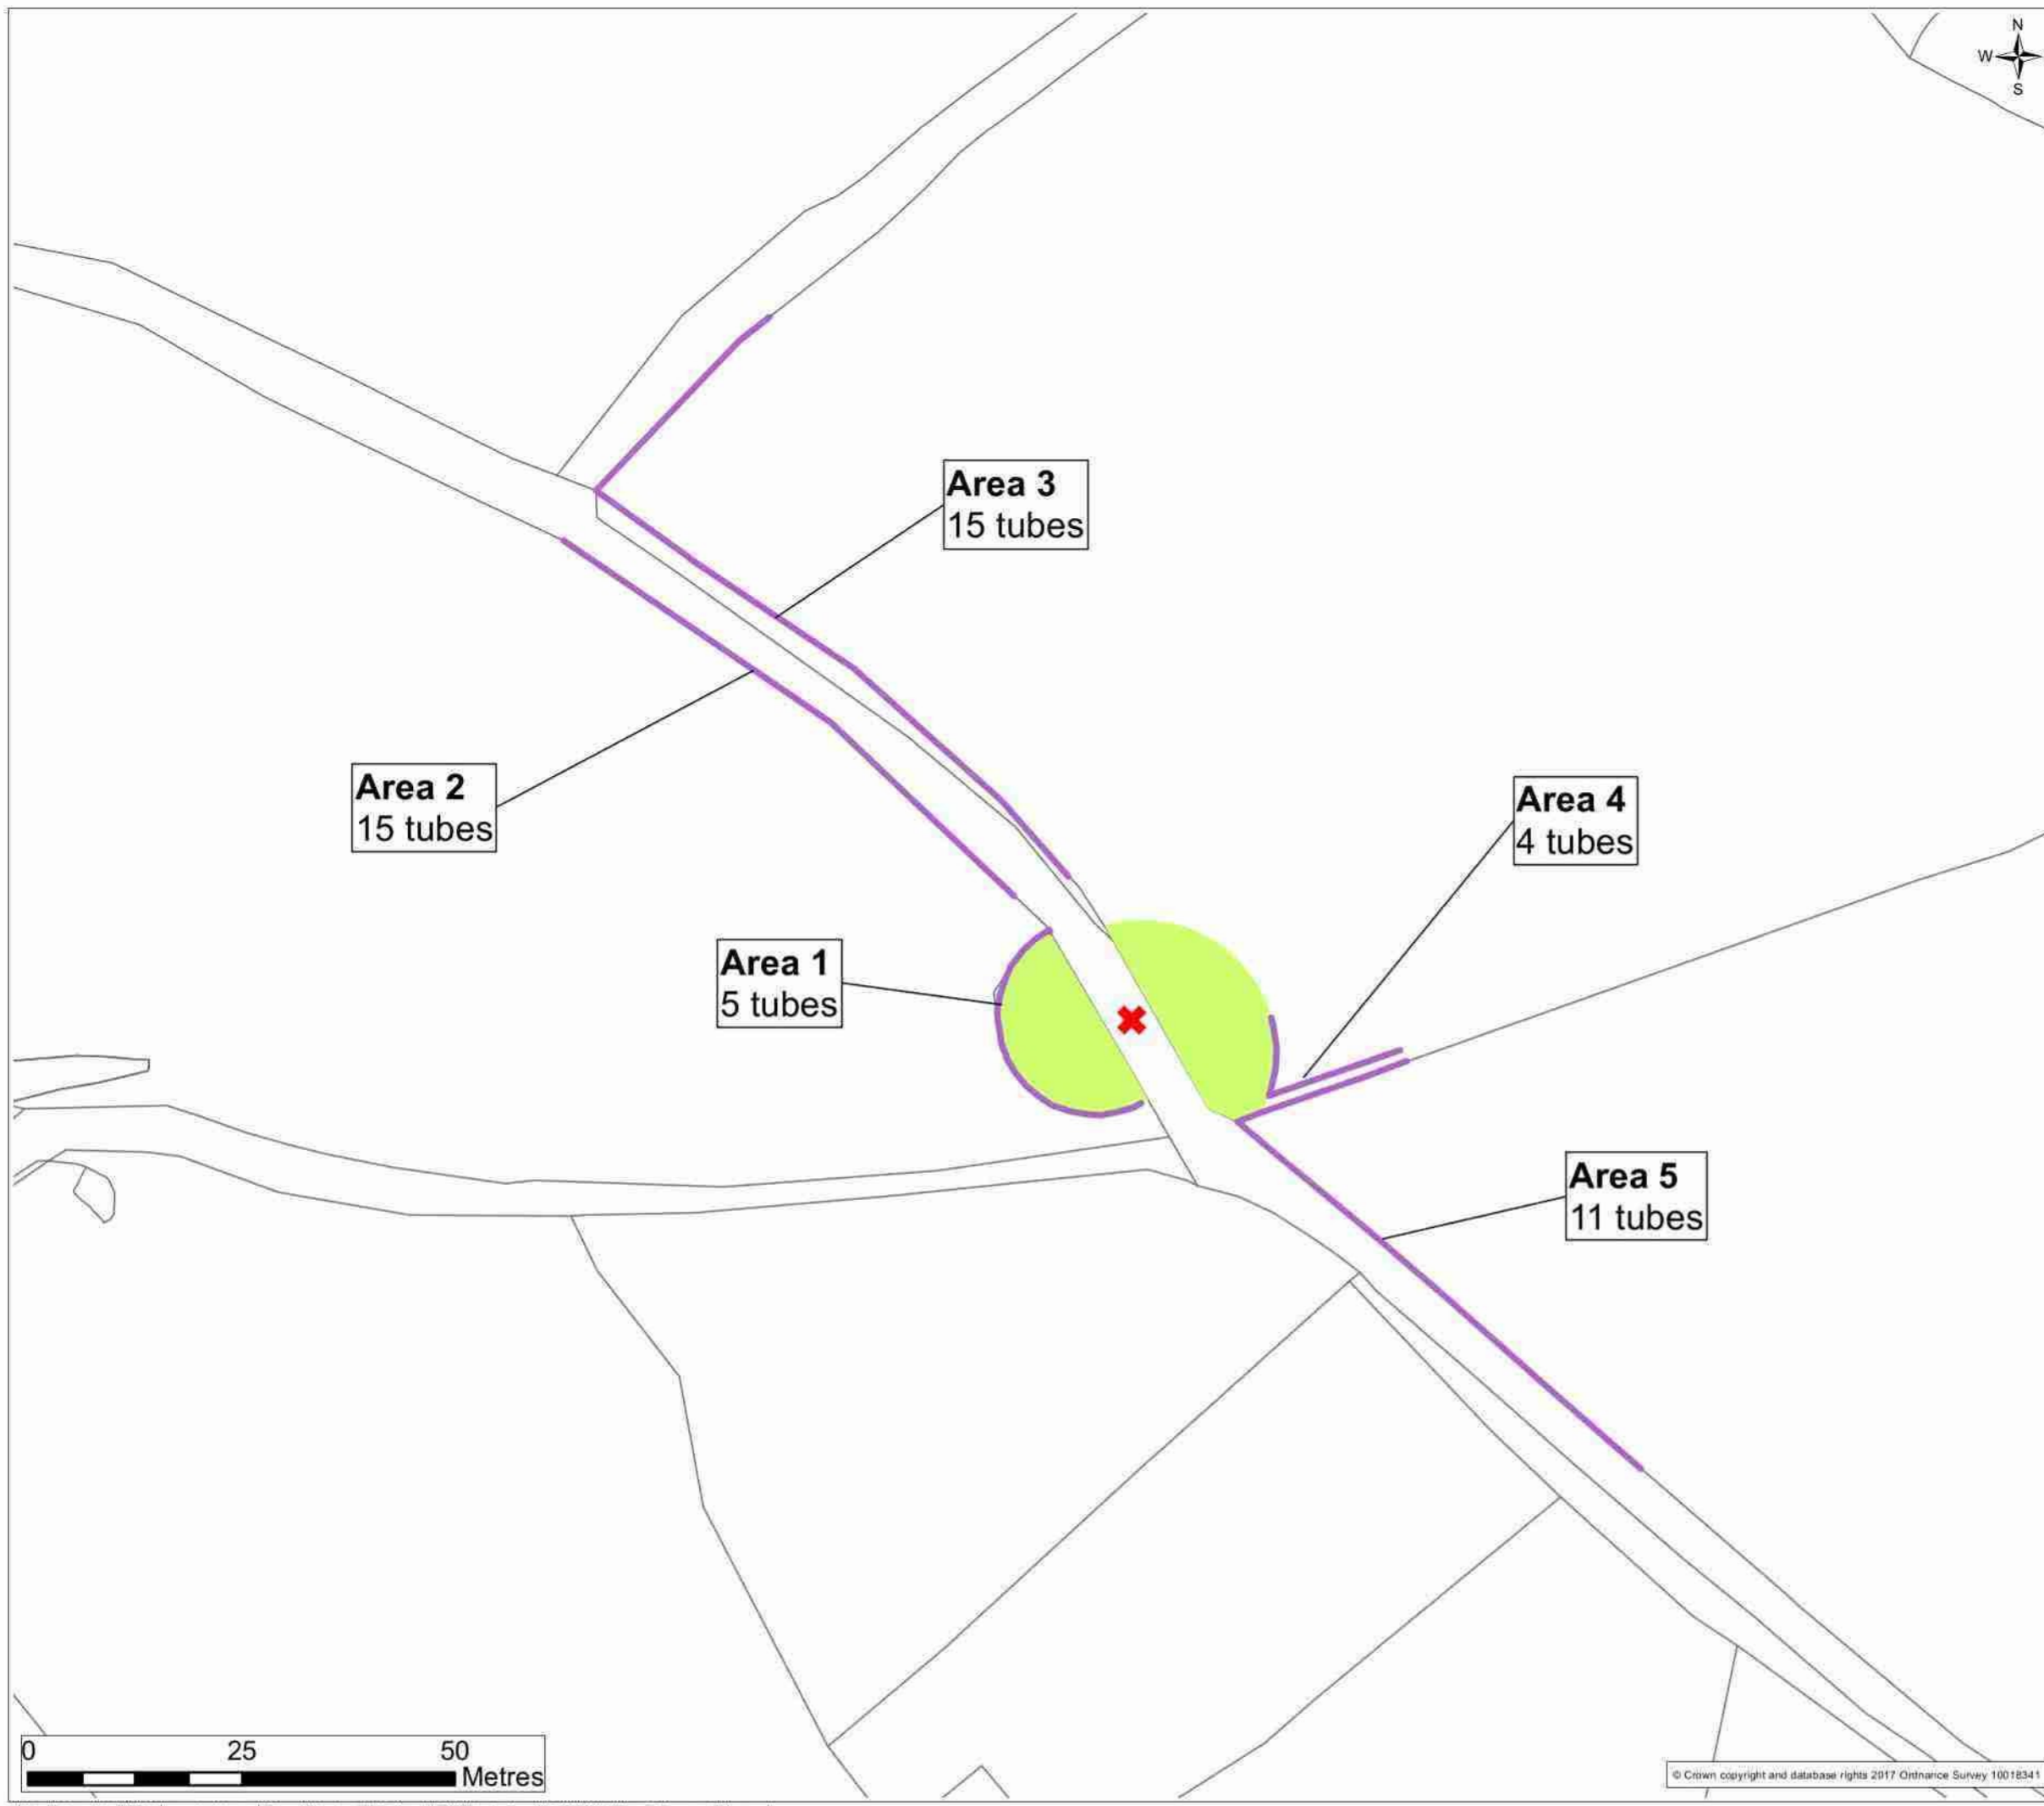 N
W
S
Area 3
15 tubes
Area 2
15 tubes
Area 4
4 tubes
Area 1
5 tubes
Area 5
11 tubes
0 25 50
Metres
© Crown copyright and database rights 2017 Ordnance Survey 10018341